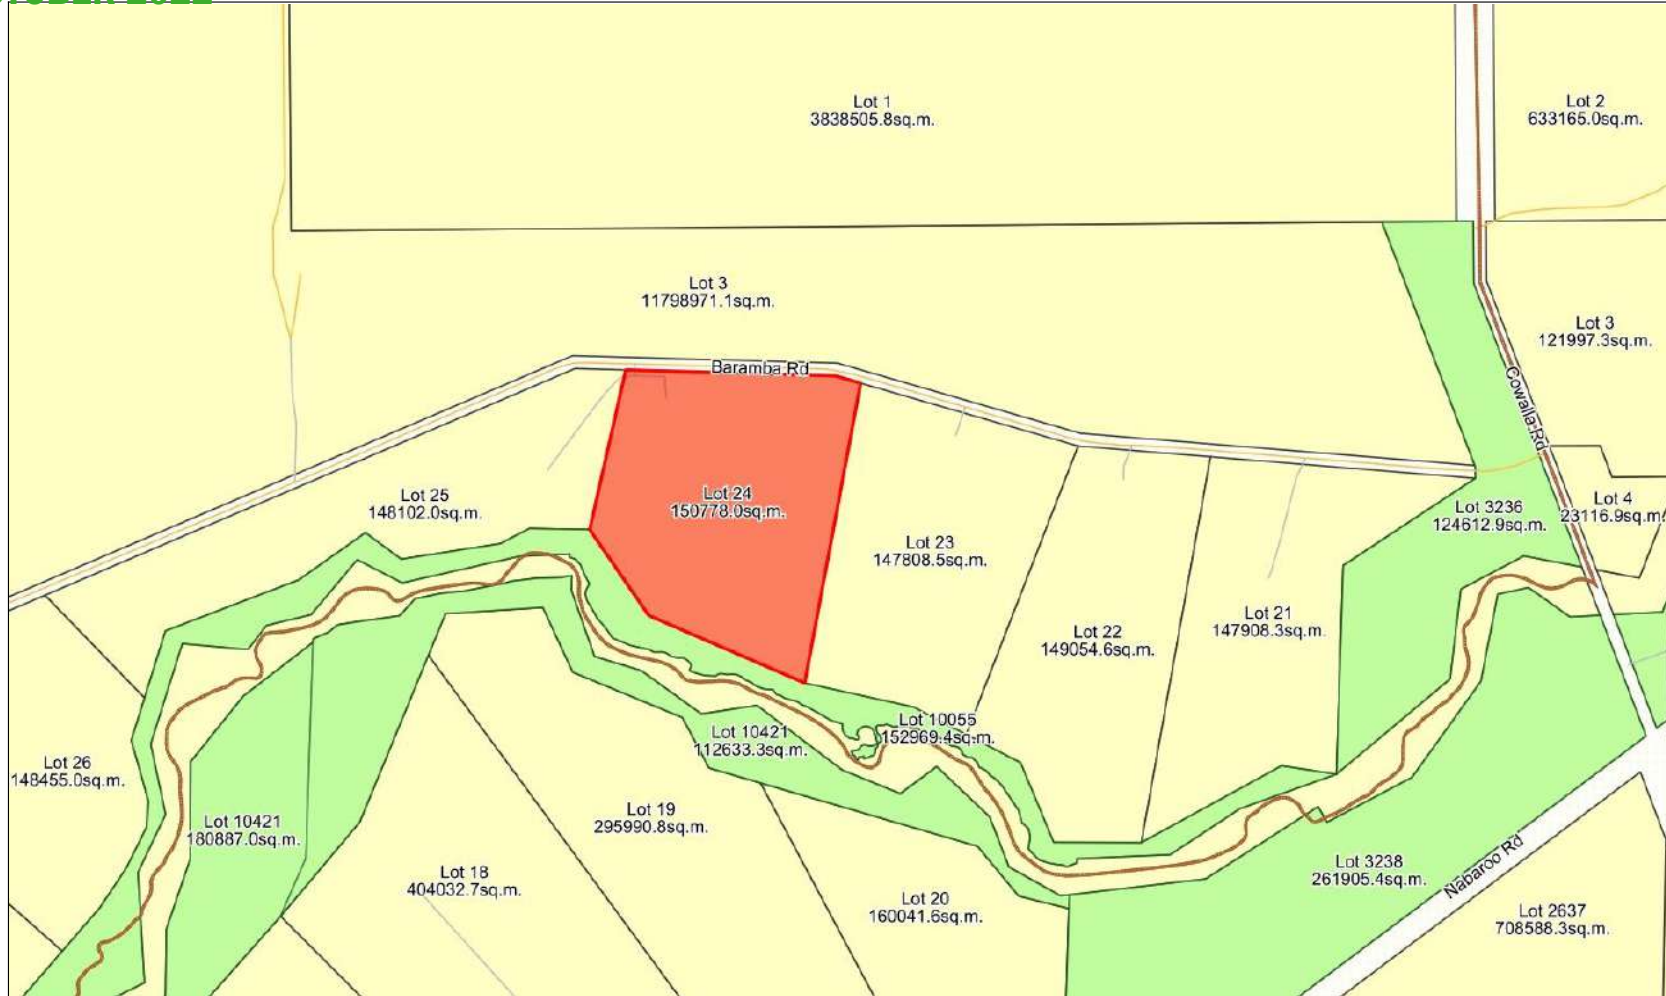 Lot 1
3838505.8sq.m.
Lot 2
633165.0sq.m.
Lot 3
11798971.1sq.m.
Lot 3
121997.3sq.m.
Baramba Rd
Cowalla Rd
Lot 24
150778.0sq.m.
Lot 25
148102.0sq.m.
Lot 3236
124612.9sq.m.
Lot 4
23116.9sq.m.
Lot 23
147808.5sq.m.
Lot 21
147908.3sq.m.
Lot 22
149054.6sq.m.
Lot 10055
152969.4sq.m.
Lot 10421
112633.3sq.m.
Lot 26
148455.0sq.m.
Lot 10421
180887.0sq.m.
Lot 19
295990.8sq.m.
Lot 18
404032.7sq.m.
Lot 20
160041.6sq.m.
Lot 3238
261905.4sq.m.
Nabaroo Rd
Lot 2637
708588.3sq.m.